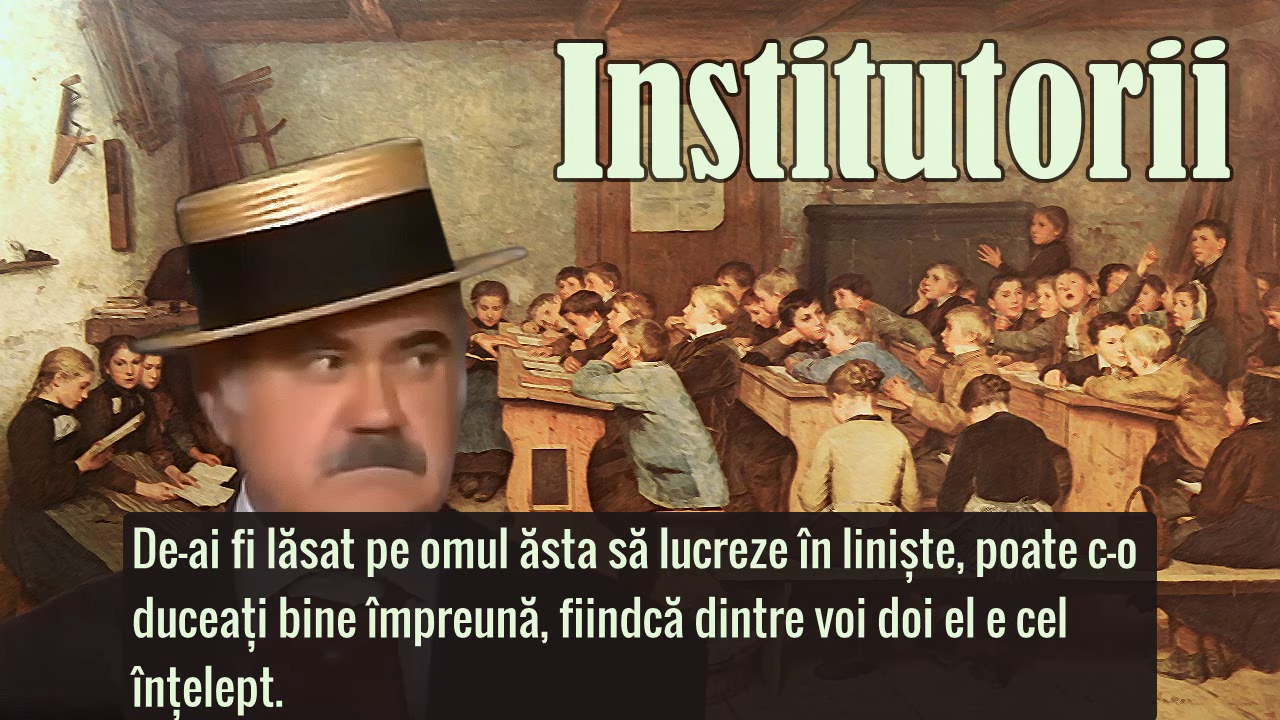 Institutorii
De-ai fi lăsat pe omul ăsta să lucreze în liniște, poate c-o
duceați bine împreună, fiindcă dintre voi doi el e cel
înțelept.